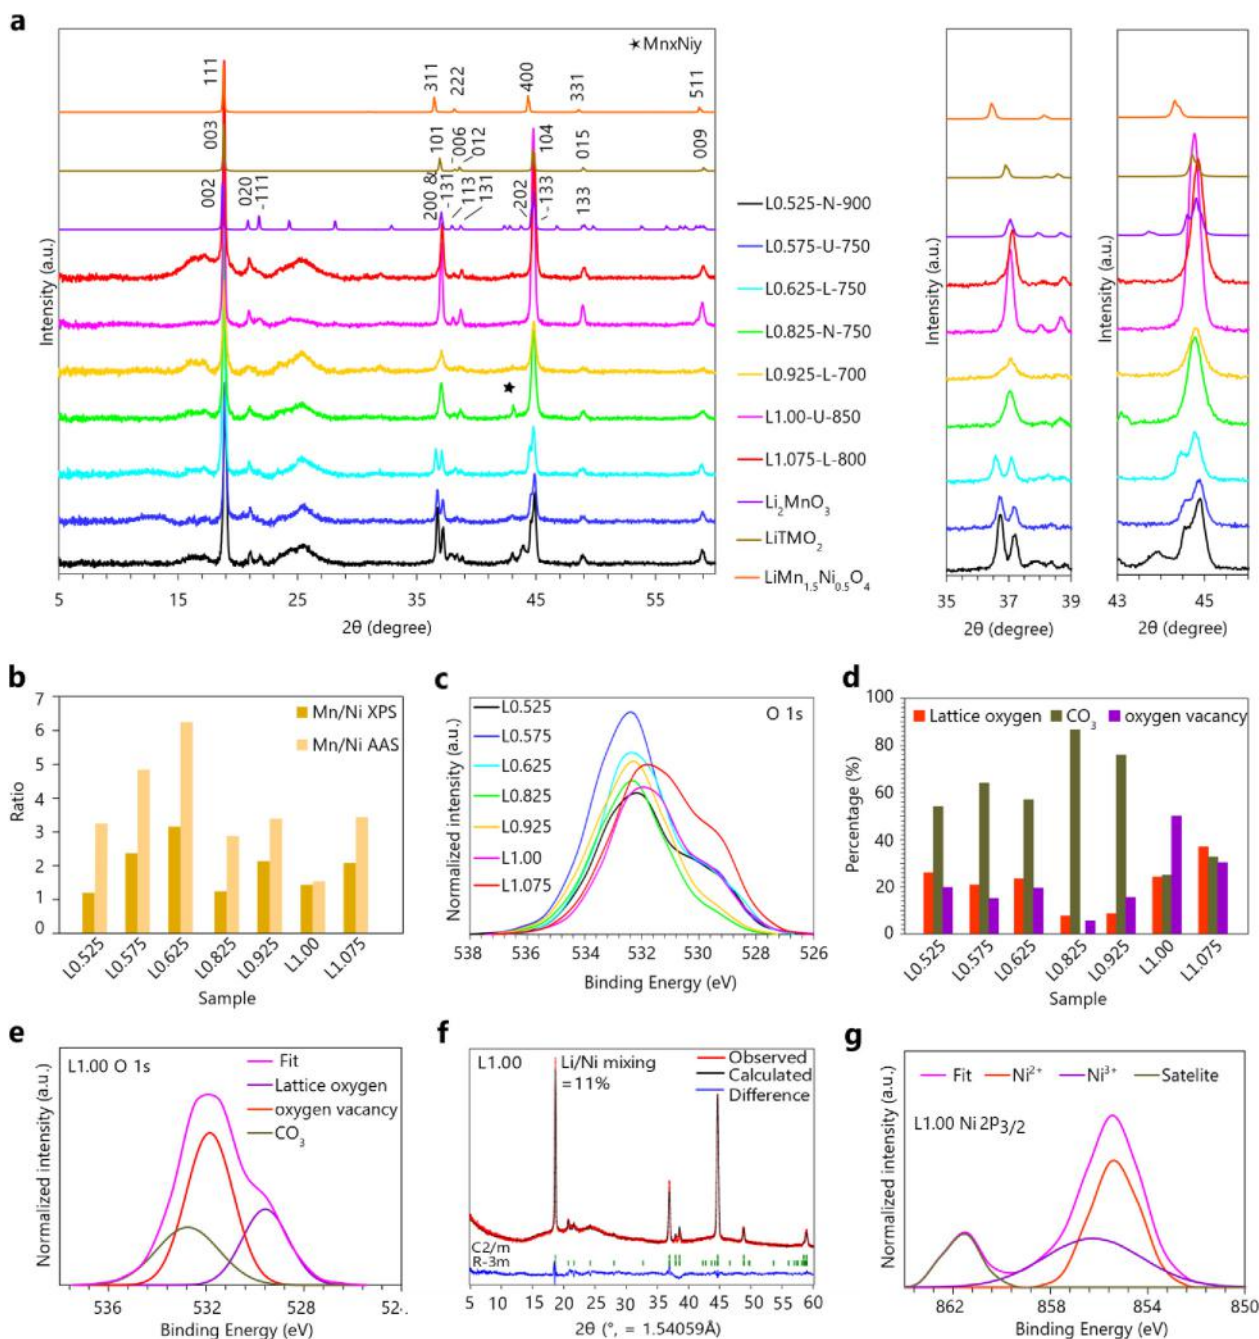 a
★ MnxNiy
111
311
222
400
331
511
003
101
006
012
104
015
009
002
020
-111
200 &
-131
113
131
-202
-133
133
Intensity (a.u.)
5 15 25 35 45 55
2θ (degree)
L0.525-N-900
L0.575-U-750
L0.625-L-750
L0.825-N-750
L0.925-L-700
L1.00-U-850
L1.075-L-800
Li₂MnO₃
LiTMO₂
LiMn₁.₅Ni₀.₅O₄
Intensity (a.u.)
35 37 39
2θ (degree)
Intensity (a.u.)
43 45
2θ (degree)
b
Mn/Ni XPS
Mn/Ni AAS
Ratio
7
6
5
4
3
2
1
0
L0.525 L0.575 L0.625 L0.825 L0.925 L1.00 L1.075
Sample
c
O 1s
L0.525
L0.575
L0.625
L0.825
L0.925
L1.00
L1.075
Normalized intensity (a.u.)
538 536 534 532 530 528 526
Binding Energy (eV)
d
Lattice oxygen CO₃ oxygen vacancy
Percentage (%)
100
80
60
40
20
0
L0.525 L0.575 L0.625 L0.825 L0.925 L1.00 L1.075
Sample
e
L1.00 O 1s
Fit
Lattice oxygen
oxygen vacancy
CO₃
Normalized intensity (a.u.)
536 532 528 52-.
Binding Energy (eV)
f
L1.00
Li/Ni mixing
=11%
Observed
Calculated
Difference
Intensity (a.u.)
C2/m
R-3m
5 10 15 20 25 30 35 40 45 50 55 60
2θ (°, = 1.54059Å)
g
Fit Ni²⁺ Ni³⁺ Satelite
L1.00 Ni 2P3/2
Normalized intensity (a.u.)
862 858 854 850
Binding Energy (eV)